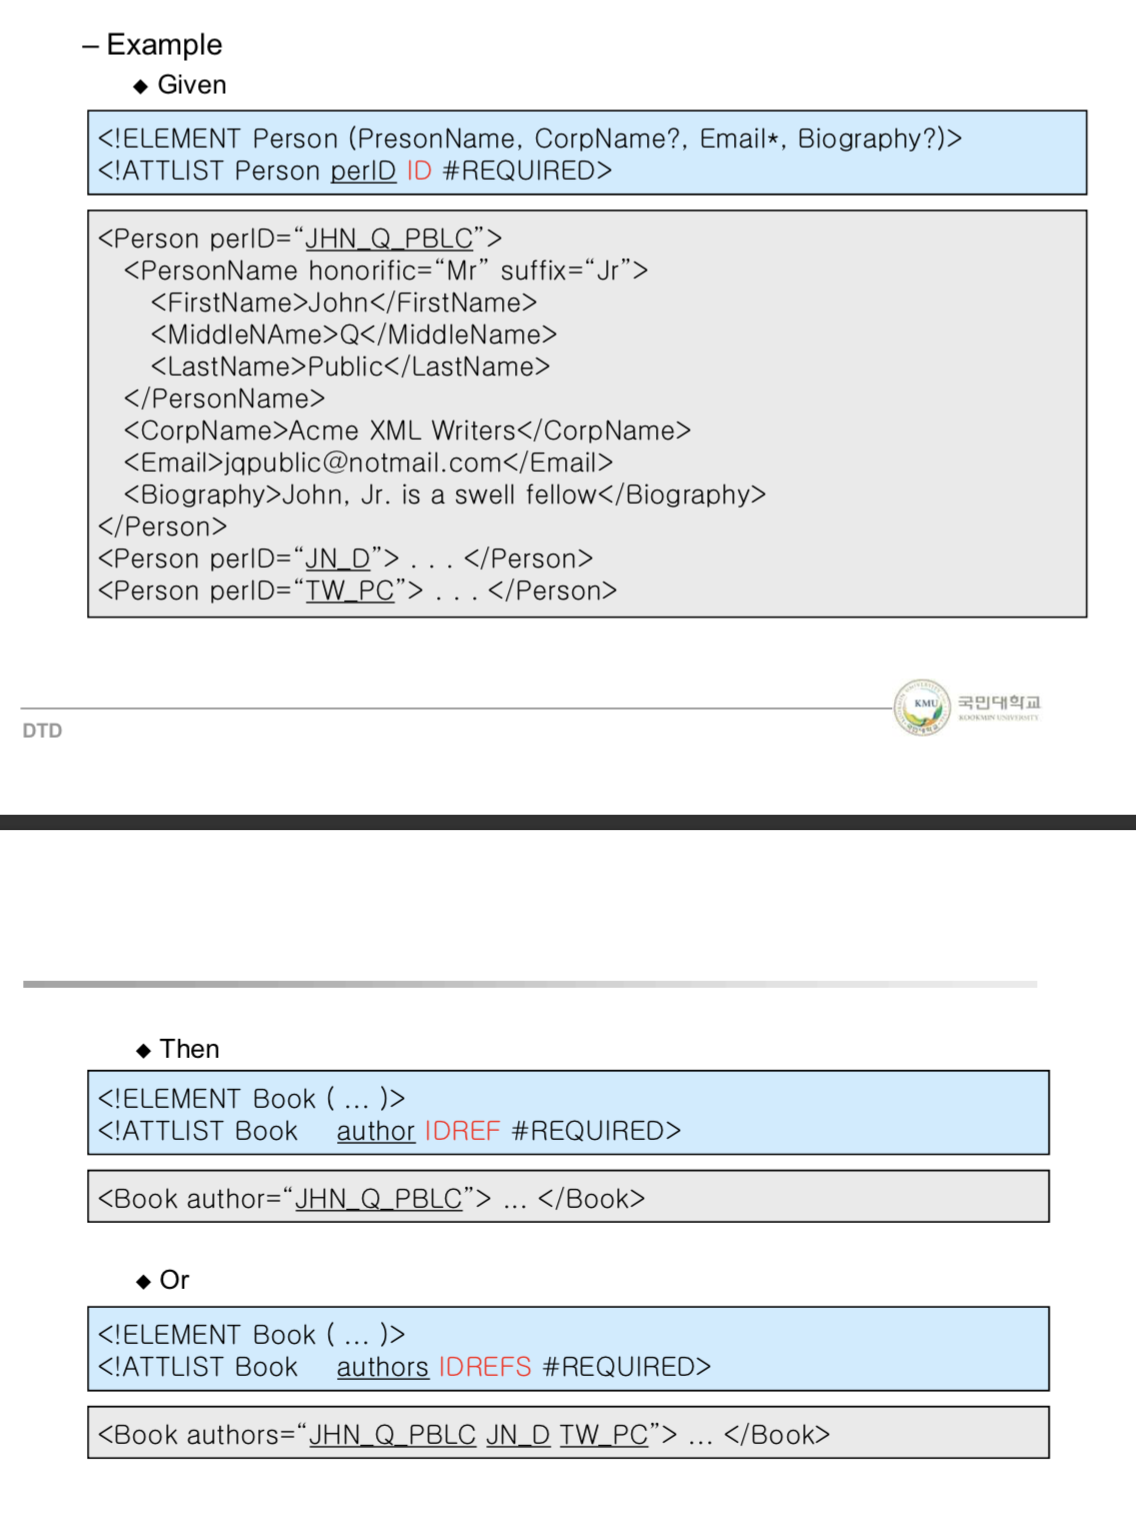 – Example
◆ Given
<!ELEMENT Person (PresonName, CorpName?, Email*, Biography?)>
<!ATTLIST Person perID ID #REQUIRED>
<Person perID=“JHN_Q_PBLC”>
<PersonName honorific=“Mr” suffix=“Jr”>
<FirstName>John</FirstName>
<MiddleNAme>Q</MiddleName>
<LastName>Public</LastName>
</PersonName>
<CorpName>Acme XML Writers</CorpName>
<Email>jqpublic@notmail.com</Email>
<Biography>John, Jr. is a swell fellow</Biography>
</Person>
<Person perID=“JN_D”> . . . </Person>
<Person perID=“TW_PC”> . . . </Person>
KMU
국민대학교
KOOKMIN UNIVERSITY
DTD
◆ Then
<!ELEMENT Book ( ... )>
<!ATTLIST Book author IDREF #REQUIRED>
<Book author=“JHN_Q_PBLC”> ... </Book>
◆ Or
<!ELEMENT Book ( ... )>
<!ATTLIST Book authors IDREFS #REQUIRED>
<Book authors=“JHN_Q_PBLC JN_D TW_PC”> ... </Book>